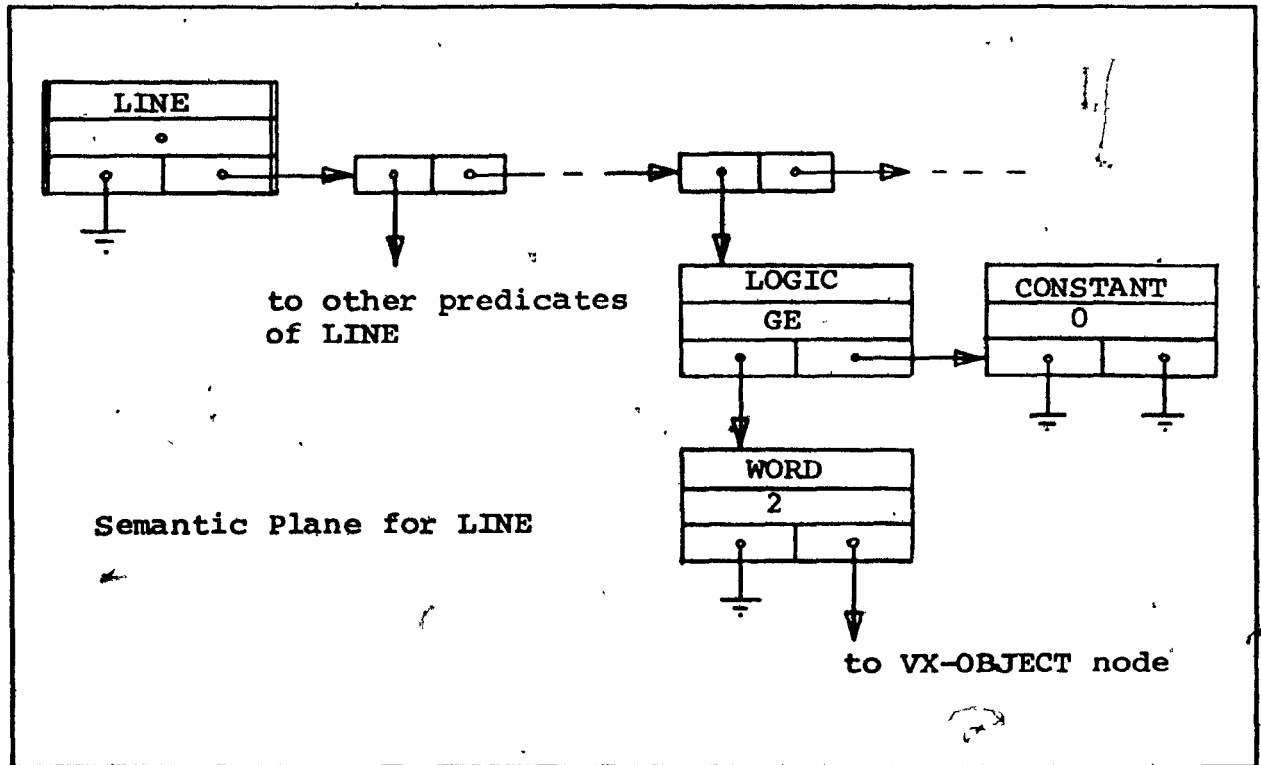 LINE
to other predicates
of LINE
LOGIC
GE
CONSTANT
0
WORD
2
Semantic Plane for LINE
to VX-OBJECT node